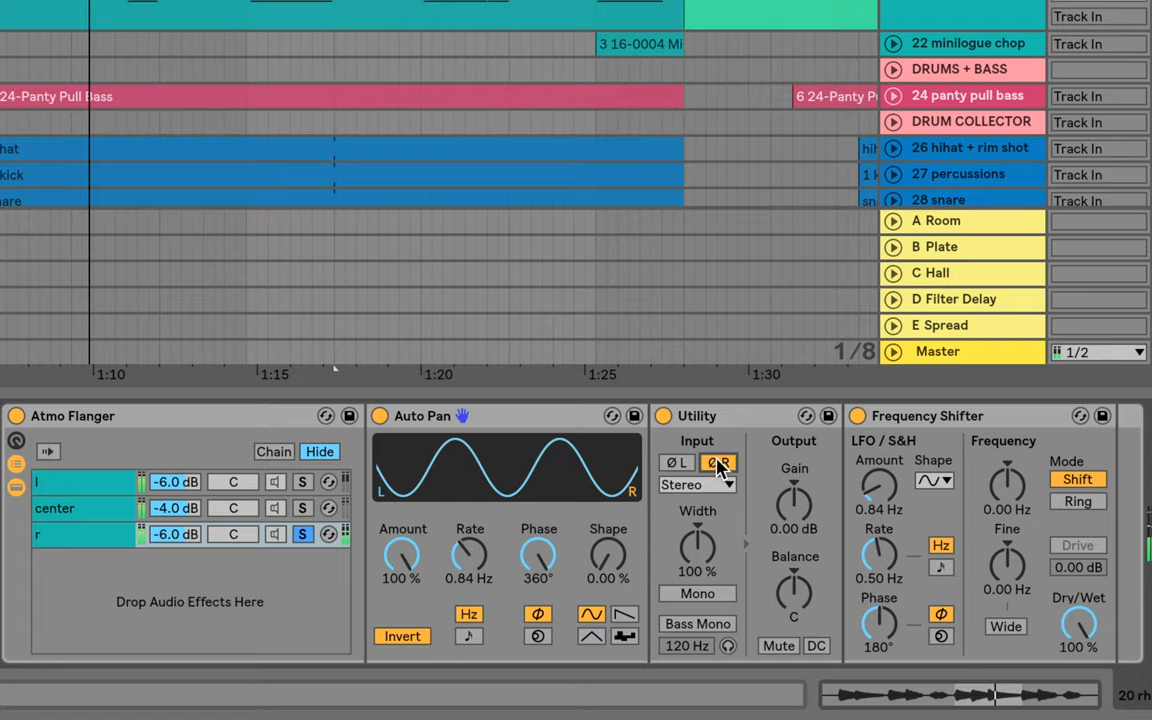 Track In
3 16-0004 Mi
22 minilogue chop
Track In
DRUMS + BASS
24-Panty Pull Bass
6 24-Panty P
24 panty pull bass
Track In
DRUM COLLECTOR
Track In
hat
hih
26 hihat + rim shot
Track In
kick
1 k
27 percussions
Track In
nare
sn
28 snare
Track In
A Room
B Plate
C Hall
D Filter Delay
E Spread
1/8
Master
1/2
1:10
1:15
1:20
1:25
1:30
Atmo Flanger
Auto Pan
Utility
Frequency Shifter
Chain
Hide
l
-6.0 dB
C
S
center
-4.0 dB
C
S
r
-6.0 dB
C
S
Drop Audio Effects Here
L
R
Amount
Rate
Phase
Shape
100 %
0.84 Hz
360°
0.00 %
Hz
Invert
Input
Output
Ø L
Ø R
Stereo
Gain
0.00 dB
Width
100 %
Balance
C
Mono
Bass Mono
120 Hz
Mute
DC
LFO / S&H
Frequency
Amount
Shape
Mode
Shift
Ring
0.84 Hz
0.00 Hz
Rate
Fine
Hz
Drive
0.00 dB
0.50 Hz
0.00 Hz
Phase
Dry/Wet
Wide
180°
100 %
20 rh